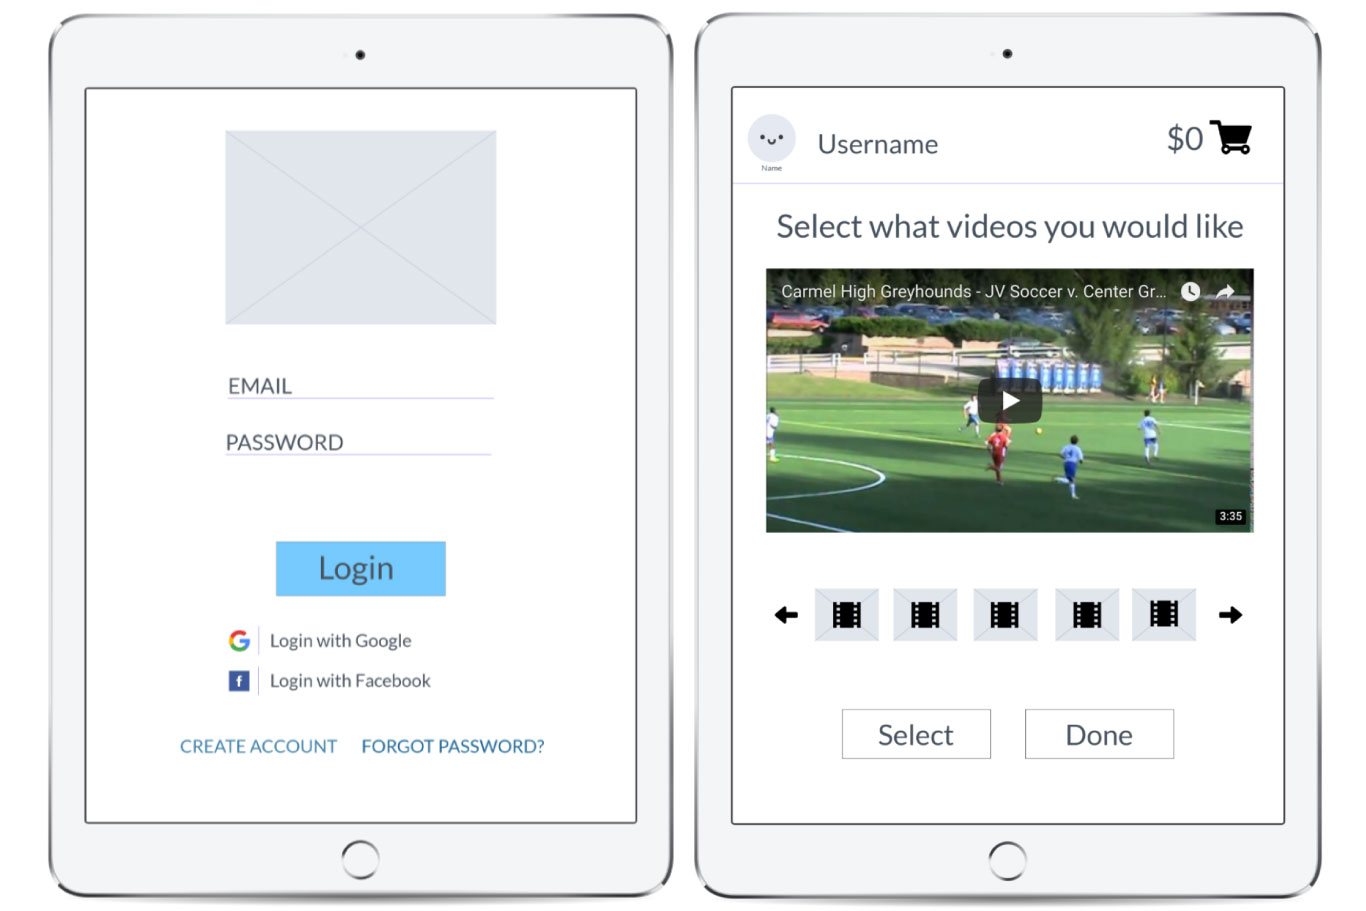 EMAIL
PASSWORD
Login
Login with Google
Login with Facebook
CREATE ACCOUNT FORGOT PASSWORD?
Name
Username
$0
Select what videos you would like
Carmel High Greyhounds - JV Soccer v. Center Gr...
3:35
Select
Done